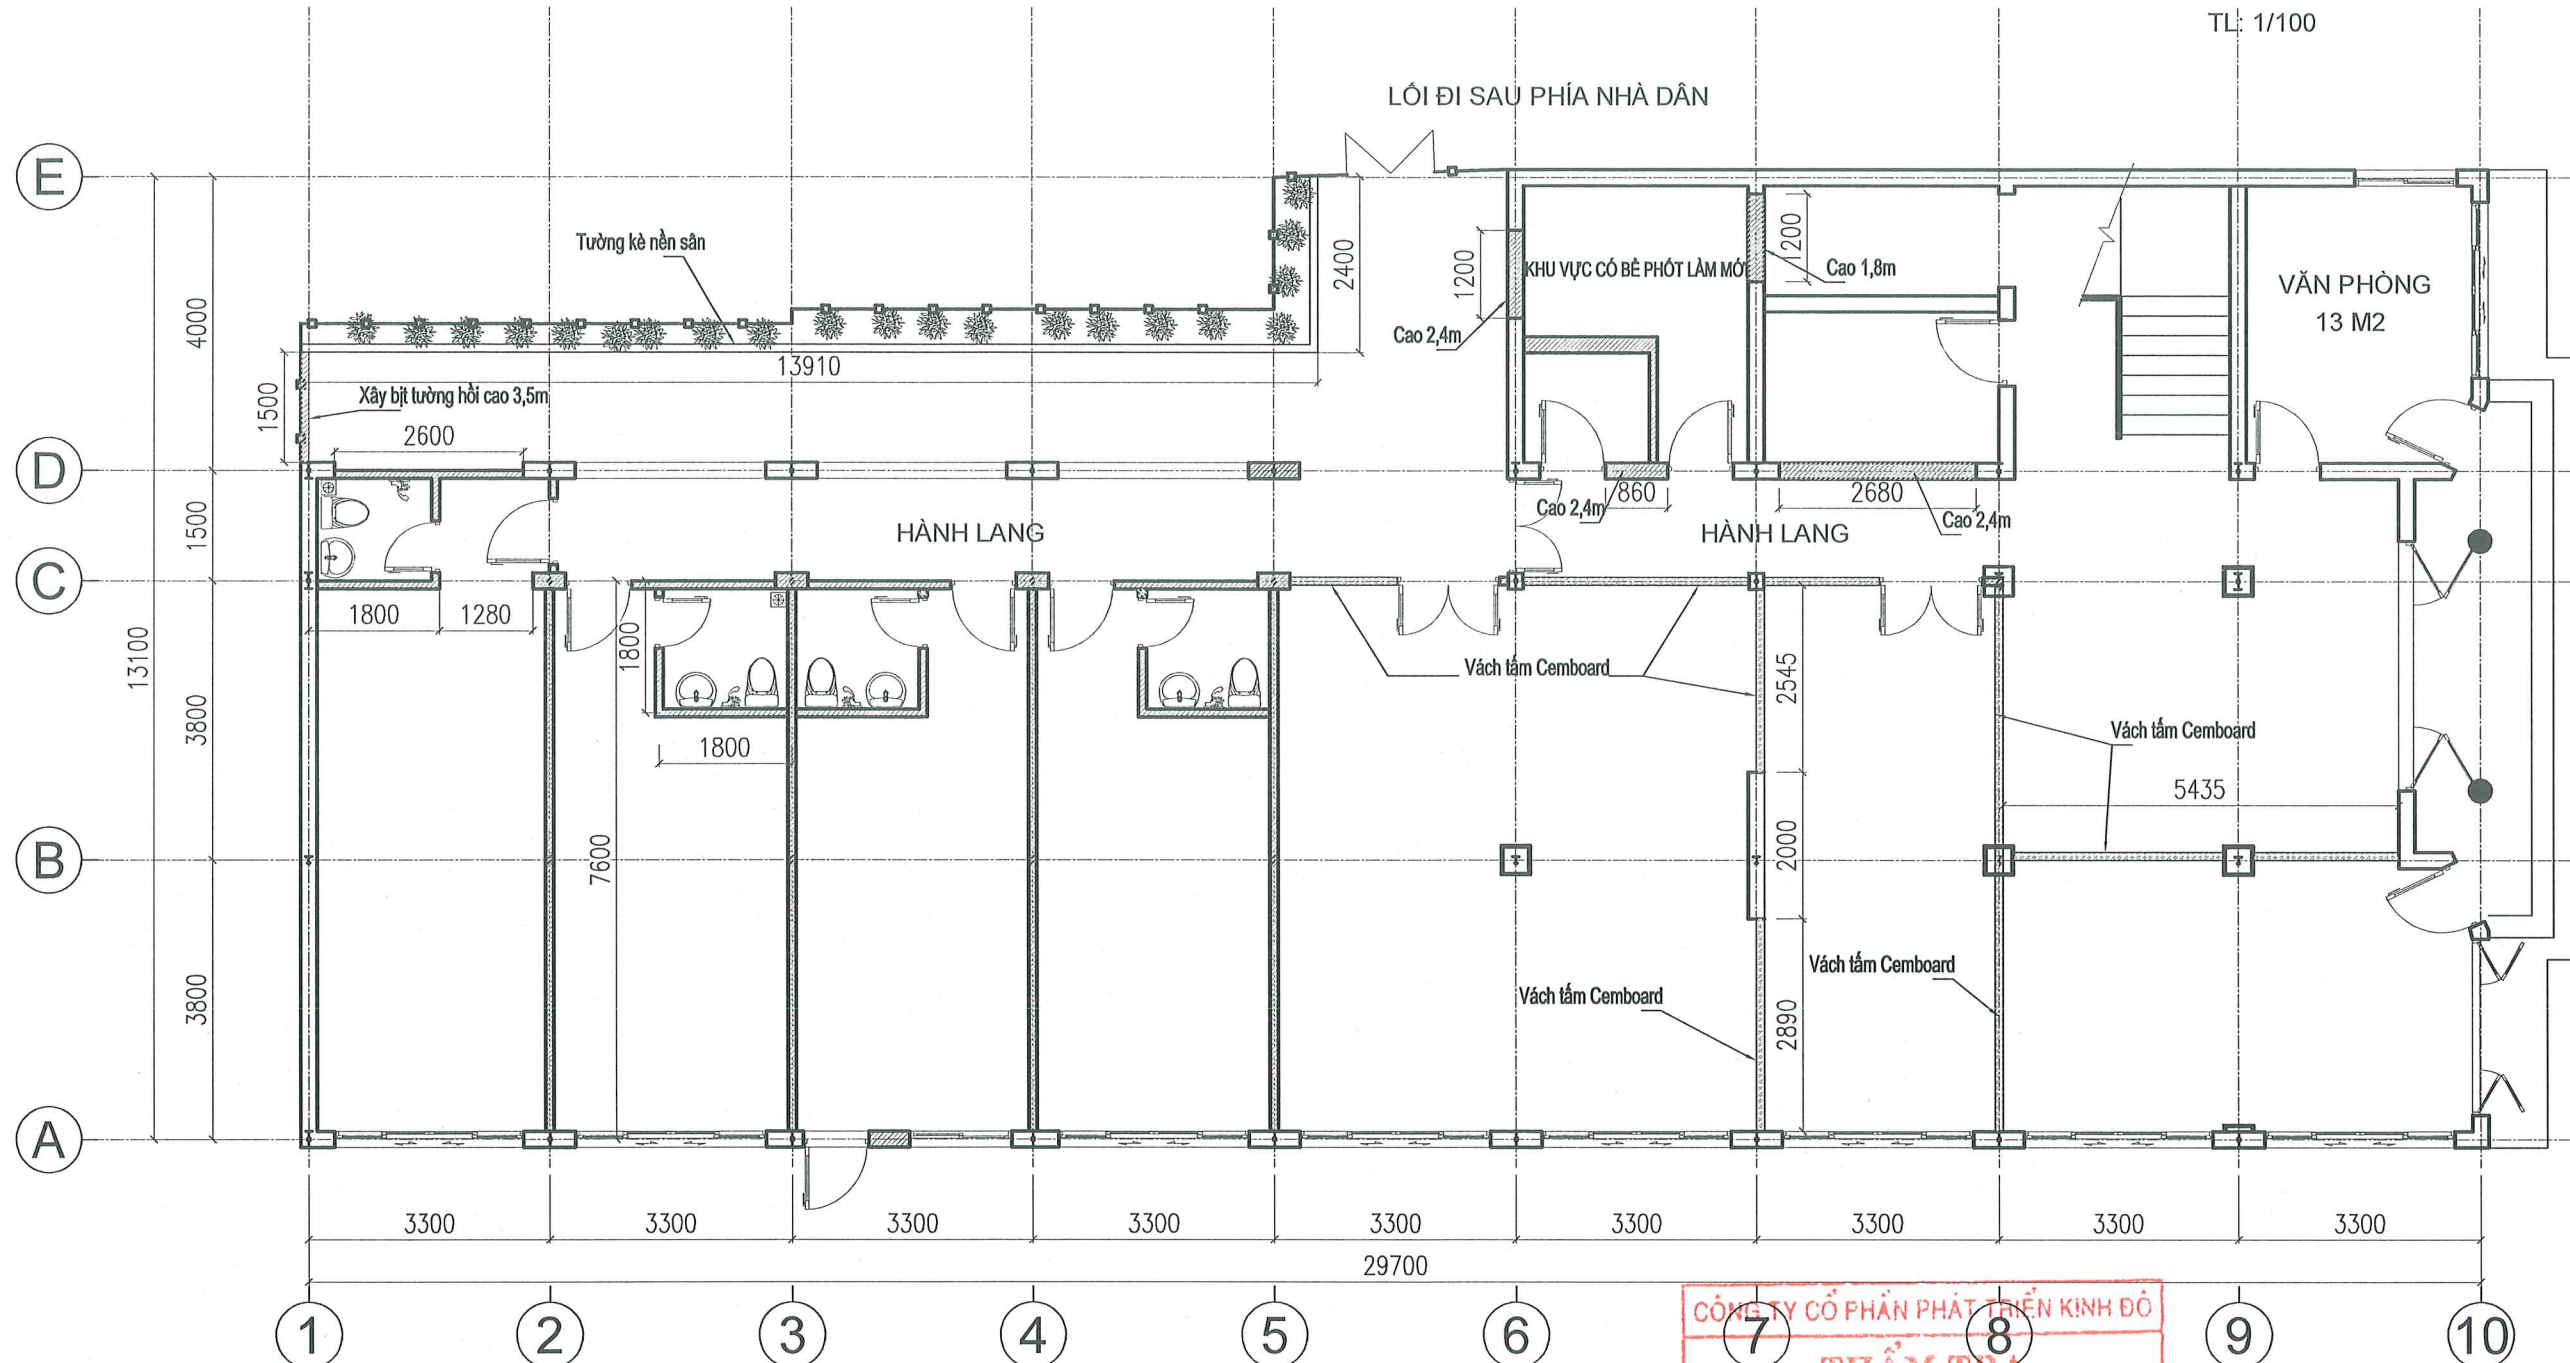 TL: 1/100
LỐI ĐI SAU PHÍA NHÀ DÂN
E
Tường kè nền sân
2400
1200
1200
KHU VỰC CÓ BỂ PHỐT LÀM MỚI
Cao 1,8m
VĂN PHÒNG
13 M2
4000
Cao 2,4m
13910
1500
Xây bịt tường hồi cao 3,5m
2600
D
860
2680
Cao 2,4m
Cao 2,4m
1500
HÀNH LANG
HÀNH LANG
C
1800
1280
1800
13100
Vách tấm Cemboard
2545
3800
Vách tấm Cemboard
1800
5435
B
7600
2000
Vách tấm Cemboard
Vách tấm Cemboard
3800
2890
A
3300
3300
3300
3300
3300
3300
3300
3300
3300
29700
CÔNG TY CỔ PHẦN PHÁT TRIỂN KINH ĐÔ
1
2
3
4
5
6
7
8
9
10